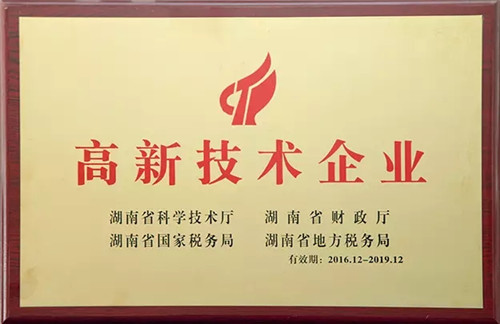 高新技术企业
湖南省科学技术厅 湖南省财政厅
湖南省国家税务局 湖南省地方税务局
有效期：2016.12-2019.12